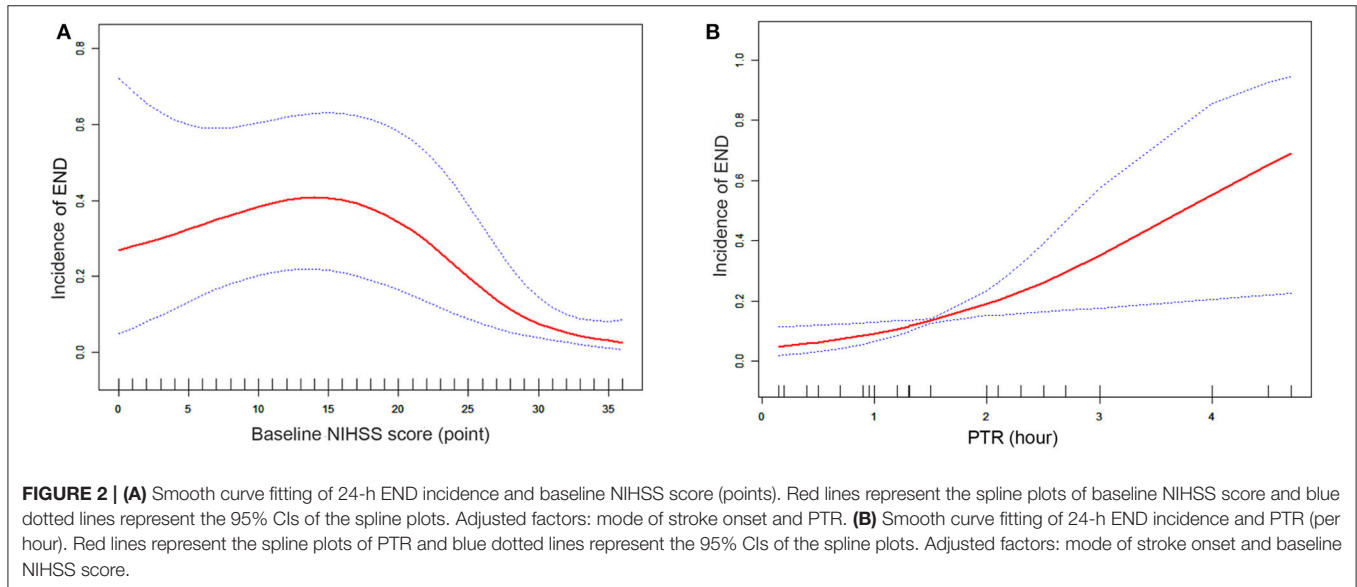 A
0.8
0.6
0.4
0.2
0.0
Incidence of END
0 5 10 15 20 25 30 35
Baseline NIHSS score (point)
B
1.0
0.8
0.6
0.4
0.2
0.0
Incidence of END
0 1 2 3 4
PTR (hour)
FIGURE 2 | (A) Smooth curve fitting of 24-h END incidence and baseline NIHSS score (points). Red lines represent the spline plots of baseline NIHSS score and blue
dotted lines represent the 95% CIs of the spline plots. Adjusted factors: mode of stroke onset and PTR. (B) Smooth curve fitting of 24-h END incidence and PTR (per
hour). Red lines represent the spline plots of PTR and blue dotted lines represent the 95% CIs of the spline plots. Adjusted factors: mode of stroke onset and baseline
NIHSS score.